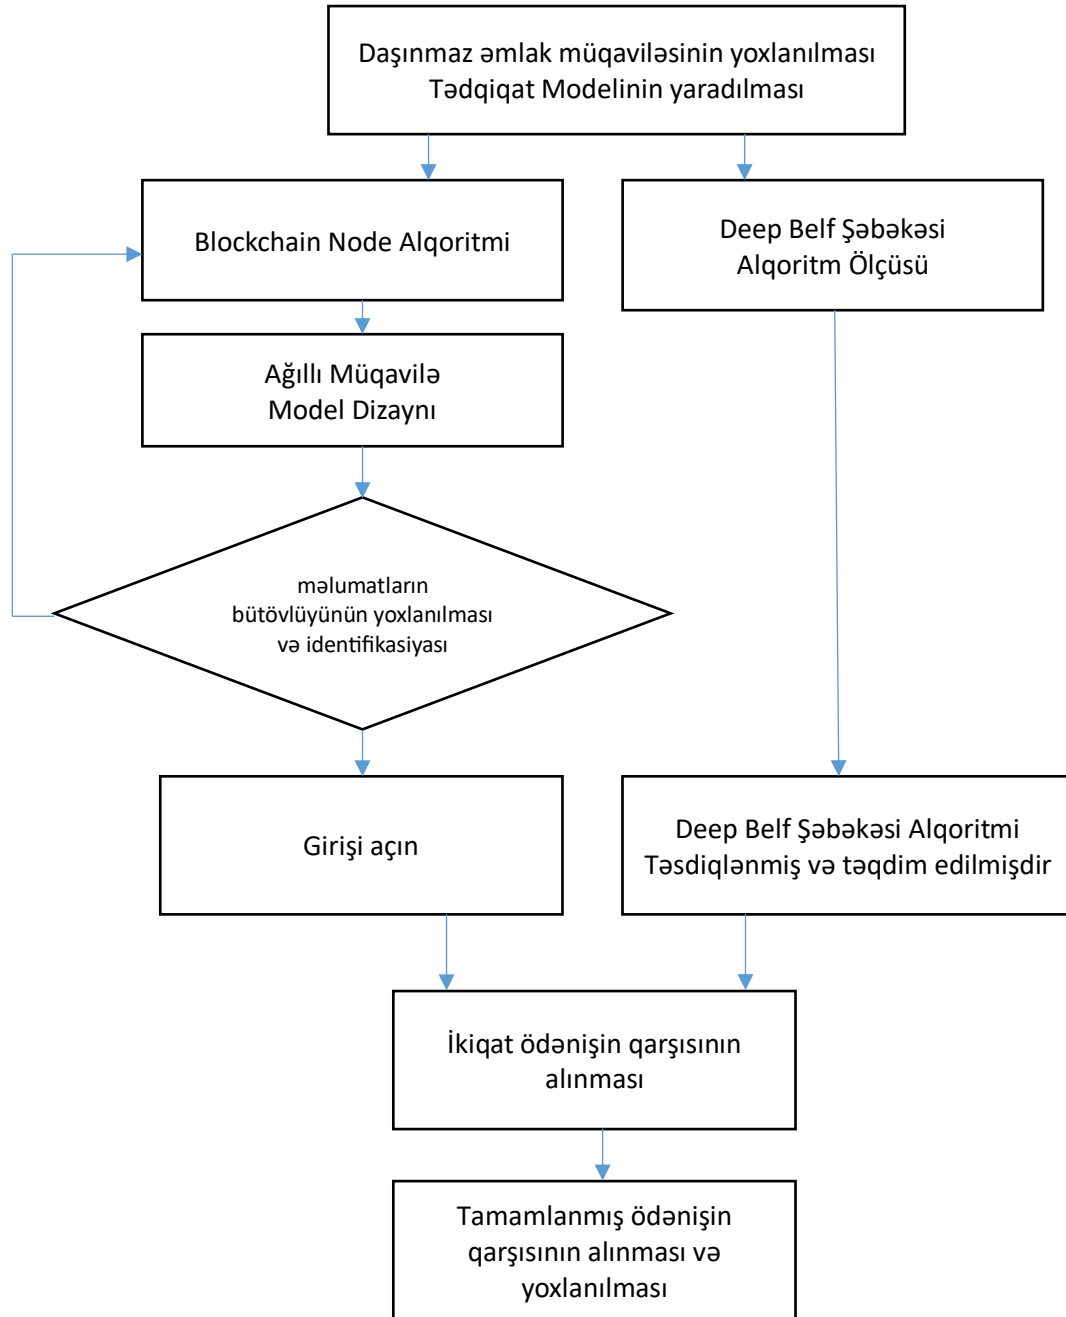 Daşınmaz əmlak müqaviləsinin yoxlanılması
Tədqiqat Modelinin yaradılması
Blockchain Node Alqoritmi
Deep Belf Şəbəkəsi
Alqoritm Ölçüsü
Ağıllı Müqavilə
Model Dizaynı
məlumatların
bütövlüyünün yoxlanılması
və identifikasiyası
Girişi açın
Deep Belf Şəbəkəsi Alqoritmi
Təsdiqlənmiş və təqdim edilmişdir
İkiqat ödənişin qarşısının
alınması
Tamamlanmış ödənişin
qarşısının alınması və
yoxlanılması